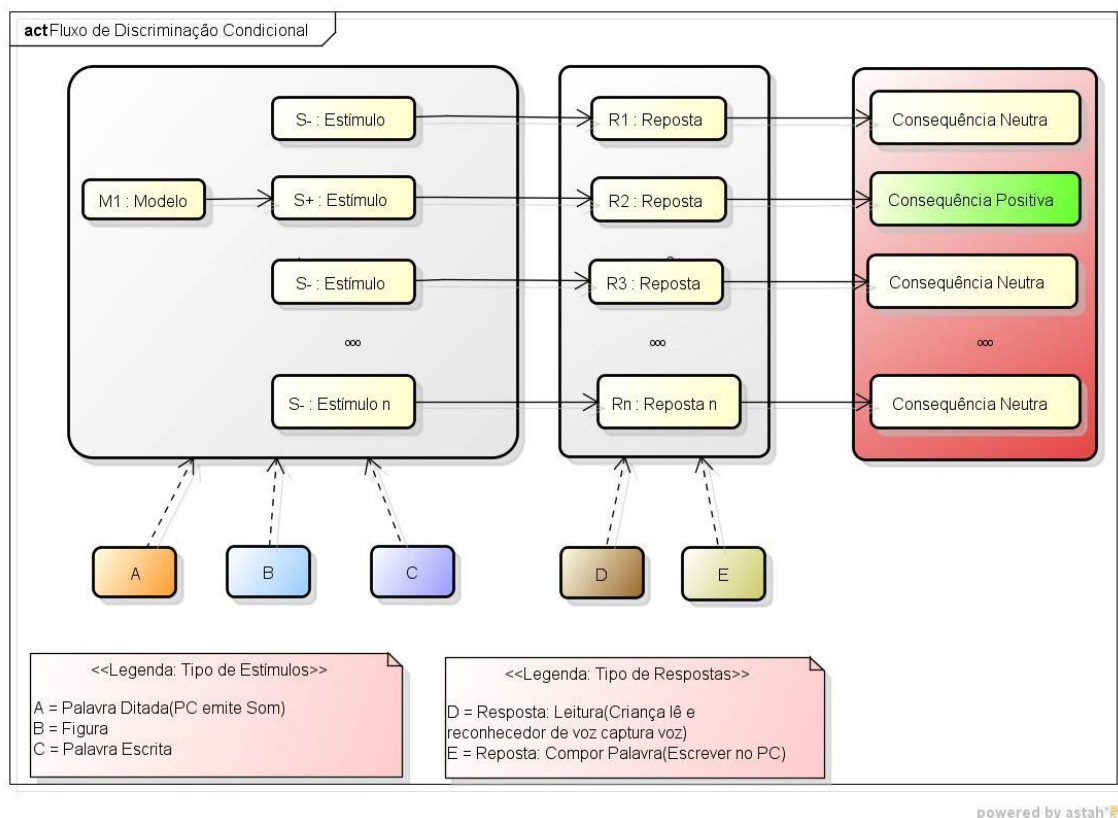 act Fluxo de Discriminação Condicional
S- : Estímulo
R1 : Reposta
Consequência Neutra
M1 : Modelo
S+ : Estímulo
R2 : Reposta
Consequência Positiva
S- : Estímulo
R3 : Reposta
Consequência Neutra
ooo
ooo
ooo
S- : Estímulo n
Rn : Reposta n
Consequência Neutra
A
B
C
D
E
<<Legenda: Tipo de Estímulos>>
A = Palavra Ditada(PC emite Som)
B = Figura
C = Palavra Escrita
<<Legenda: Tipo de Respostas>>
D = Resposta: Leitura(Criança lê e
reconhecedor de voz captura voz)
E = Reposta: Compor Palavra(Escrever no PC)
powered by astah*